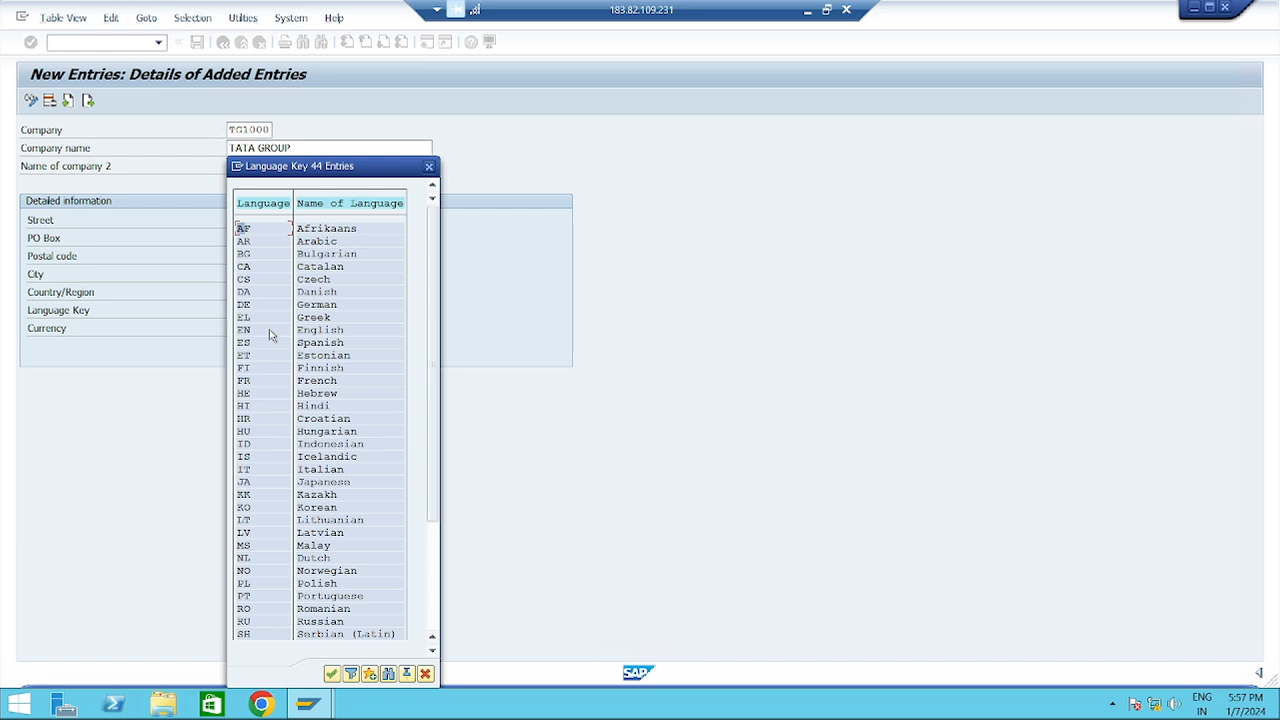 Table View Edit Goto Selection Utilities System Help
183.82.109.231
New Entries: Details of Added Entries
Company TG1000
Company name TATA GROUP
Name of company 2
Language Key 44 Entries
Detailed information
Street
PO Box
Postal code
City
Country/Region
Language Key
Currency
Language Name of Language
AF Afrikaans
AR Arabic
BG Bulgarian
CA Catalan
CS Czech
DA Danish
DE German
EL Greek
EN English
ES Spanish
ET Estonian
FI Finnish
FR French
HE Hebrew
HI Hindi
HR Croatian
HU Hungarian
ID Indonesian
IS Icelandic
IT Italian
JA Japanese
KK Kazakh
KO Korean
LT Lithuanian
LV Latvian
MS Malay
NL Dutch
NO Norwegian
PL Polish
PT Portuguese
RO Romanian
RU Russian
SH Serbian (Latin)
SAP
ENG 5:57 PM
IN 1/7/2024